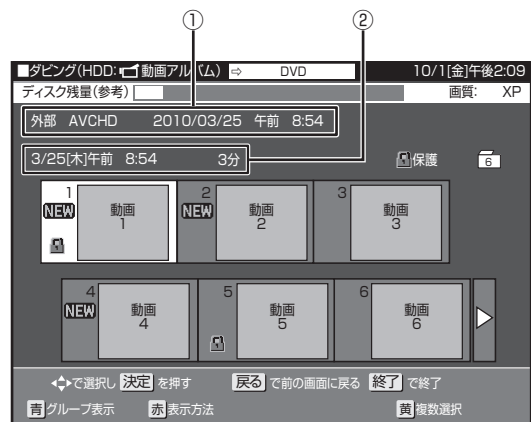 ① ②
■ダビング(HDD: 動画アルバム) ⇨ DVD 10/1[金]午後2:09
ディスク残量(参考) 画質: XP
外部 AVCHD 2010/03/25 午前 8:54
3/25[木]午前 8:54 3分 保護 6
1 NEW 動画1
2 NEW 動画2
3 動画3
4 NEW 動画4
5 動画5
6 動画6
で選択し 決定 を押す 戻る で前の画面に戻る 終了 で終了
青 グループ表示 赤 表示方法 黄 複数選択